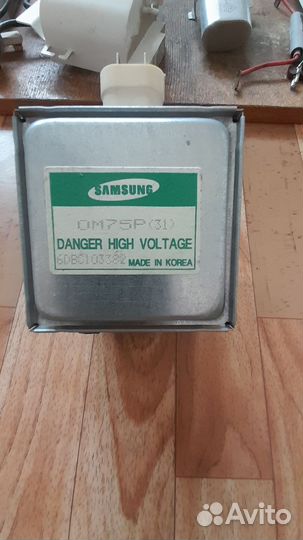 SAMSUNG
OM75P(31)
DANGER HIGH VOLTAGE
6DBC103382 MADE IN KOREA
Avito